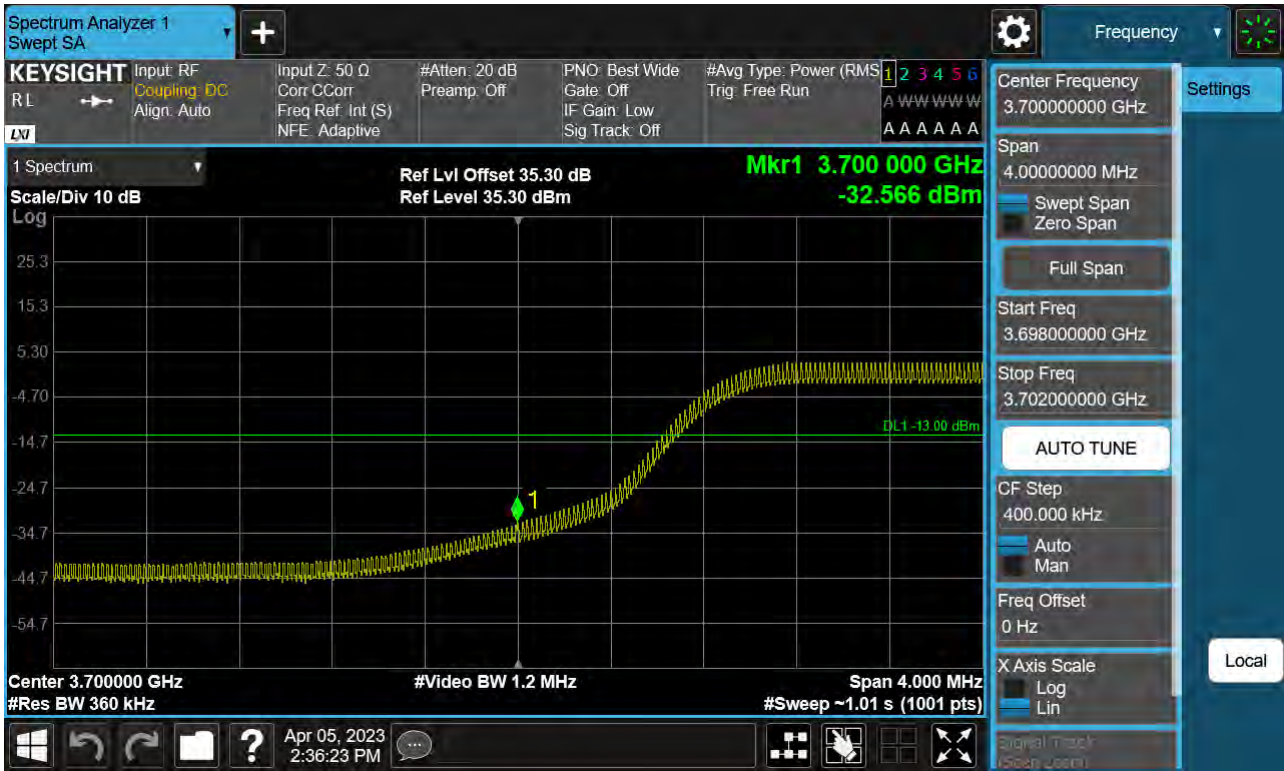 Spectrum Analyzer 1
Swept SA
+
Frequency
KEYSIGHT
RL
LXI
Input: RF
Coupling: DC
Align: Auto
Input Z: 50 Ω
Corr CCorr
Freq Ref: Int (S)
NFE: Adaptive
#Atten: 20 dB
Preamp: Off
PNO: Best Wide
Gate: Off
IF Gain: Low
Sig Track: Off
#Avg Type: Power (RMS
Trig: Free Run
1 2 3 4 5 6
A W W W W W
A A A A A A
1 Spectrum
Scale/Div 10 dB
Log
Ref Lvl Offset 35.30 dB
Ref Level 35.30 dBm
Mkr1 3.700 000 GHz
-32.566 dBm
25.3
15.3
5.30
-4.70
-14.7
-24.7
-34.7
-44.7
-54.7
DL1 -13.00 dBm
1
Center 3.700000 GHz
#Res BW 360 kHz
#Video BW 1.2 MHz
Span 4.000 MHz
#Sweep ~1.01 s (1001 pts)
Center Frequency
3.700000000 GHz
Span
4.00000000 MHz
Swept Span
Zero Span
Full Span
Start Freq
3.698000000 GHz
Stop Freq
3.702000000 GHz
AUTO TUNE
CF Step
400.000 kHz
Auto
Man
Freq Offset
0 Hz
X Axis Scale
Log
Lin
Signal Track
(Span Zoom)
Settings
Local
?
Apr 05, 2023
2:36:23 PM